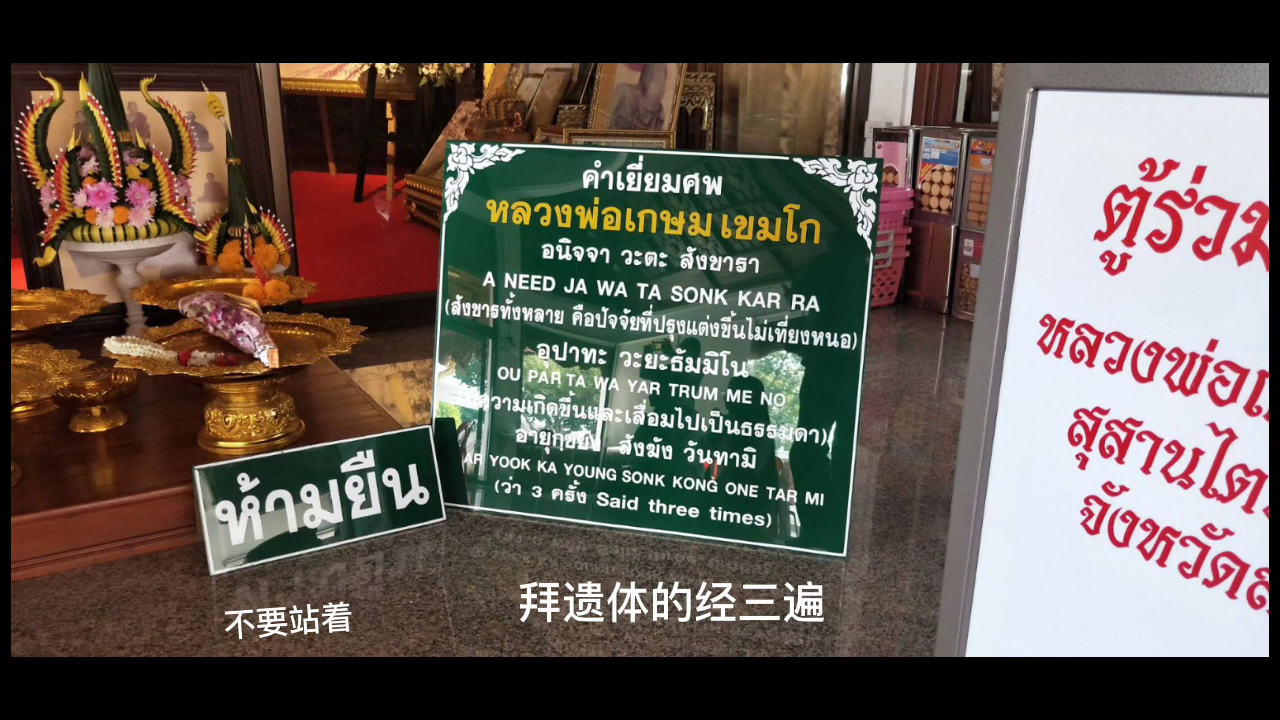 คำเยี่ยมศพ
หลวงพ่อเกษม เขมโก
อนิจจา วะตะ สังขารา
A NEED JA WA TA SONK KAR RA
(สังขารทั้งหลาย คือปัจจัยที่ปรุงแต่งขึ้นไม่เที่ยงหนอ)
อุปาทะ วะยะธัมมิโน
OU PAR TA WA YAR TRUM ME NO
ความเกิดขึ้นและเสื่อมไปเป็นธรรมดา)
สังฆัง วันทามิ
AR YOOK KA YOUNG SONK KONG ONE TAR MI
(ว่า 3 ครั้ง Said three times)
ห้ามยืน
不要站着
拜遗体的经三遍
ตู้ร่วม
หลวงพ่อเ
สุสานไต
จังหวัดล